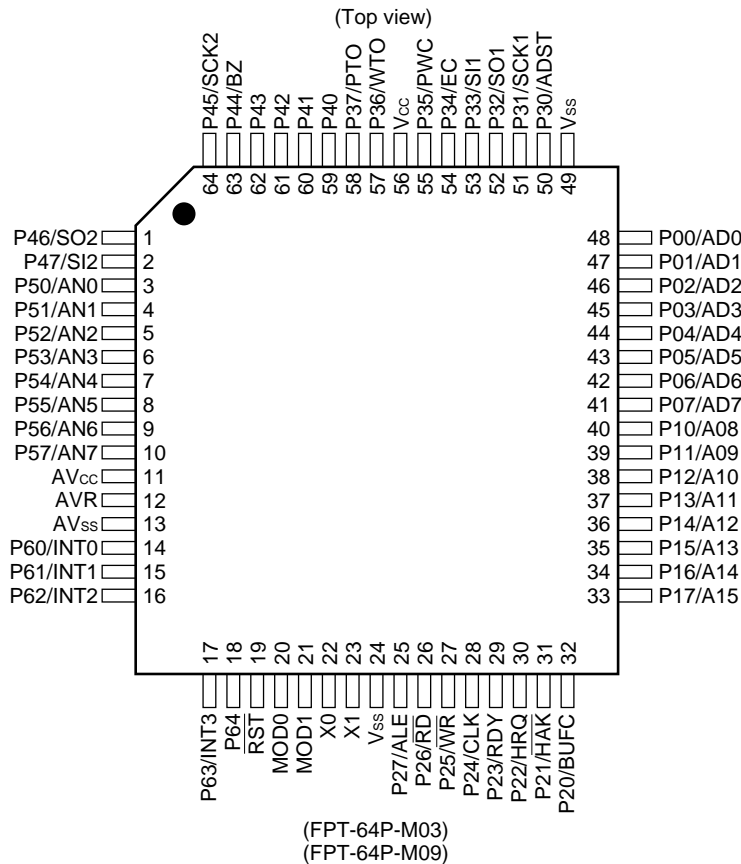 (Top view)
P45/SCK2
P44/BZ
P43
P42
P41
P40
P37/PTO
P36/WTO
Vcc
P35/PWC
P34/EC
P33/SI1
P32/SO1
P31/SCK1
P30/ADST
Vss
64
63
62
61
60
59
58
57
56
55
54
53
52
51
50
49
P46/SO2 1
P47/SI2 2
P50/AN0 3
P51/AN1 4
P52/AN2 5
P53/AN3 6
P54/AN4 7
P55/AN5 8
P56/AN6 9
P57/AN7 10
AVcc 11
AVR 12
AVss 13
P60/INT0 14
P61/INT1 15
P62/INT2 16
48 P00/AD0
47 P01/AD1
46 P02/AD2
45 P03/AD3
44 P04/AD4
43 P05/AD5
42 P06/AD6
41 P07/AD7
40 P10/A08
39 P11/A09
38 P12/A10
37 P13/A11
36 P14/A12
35 P15/A13
34 P16/A14
33 P17/A15
17
18
19
20
21
22
23
24
25
26
27
28
29
30
31
32
P63/INT3
P64
RST
MOD0
MOD1
X0
X1
Vss
P27/ALE
P26/RD
P25/WR
P24/CLK
P23/RDY
P22/HRQ
P21/HAK
P20/BUFC
(FPT-64P-M03)
(FPT-64P-M09)